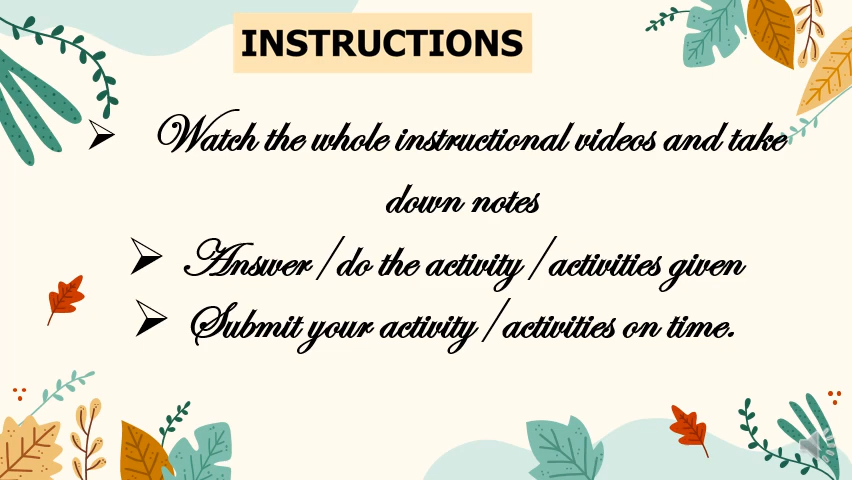 INSTRUCTIONS
Watch the whole instructional videos and take
down notes
Answer / do the activity / activities given
Submit your activity / activities on time.